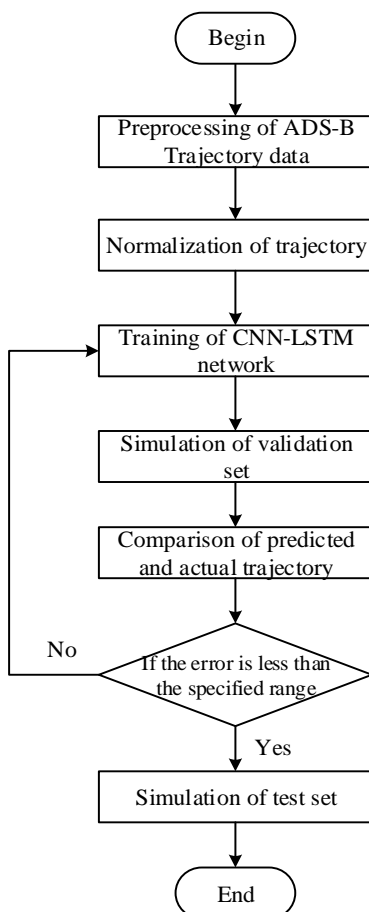 Begin
Preprocessing of ADS-B
Trajectory data
Normalization of trajectory
Training of CNN-LSTM
network
Simulation of validation
set
Comparison of predicted
and actual trajectory
No
If the error is less than
the specified range
Yes
Simulation of test set
End